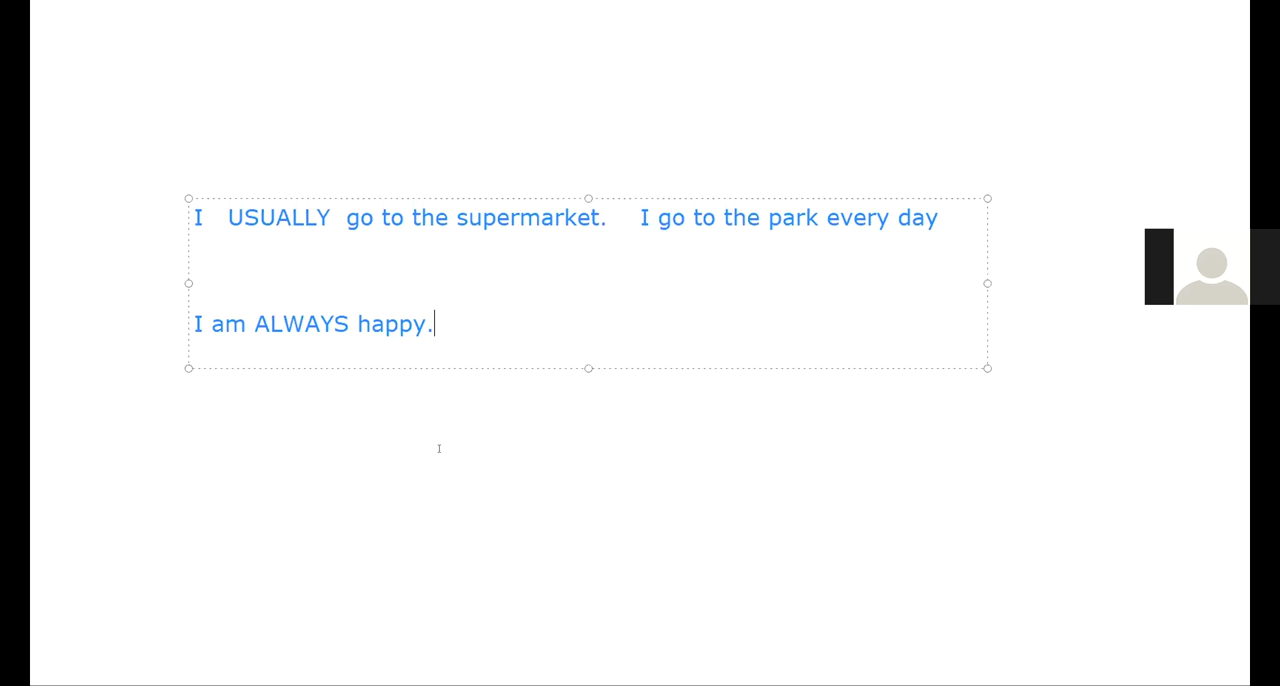 I USUALLY go to the supermarket. I go to the park every day
I am ALWAYS happy.